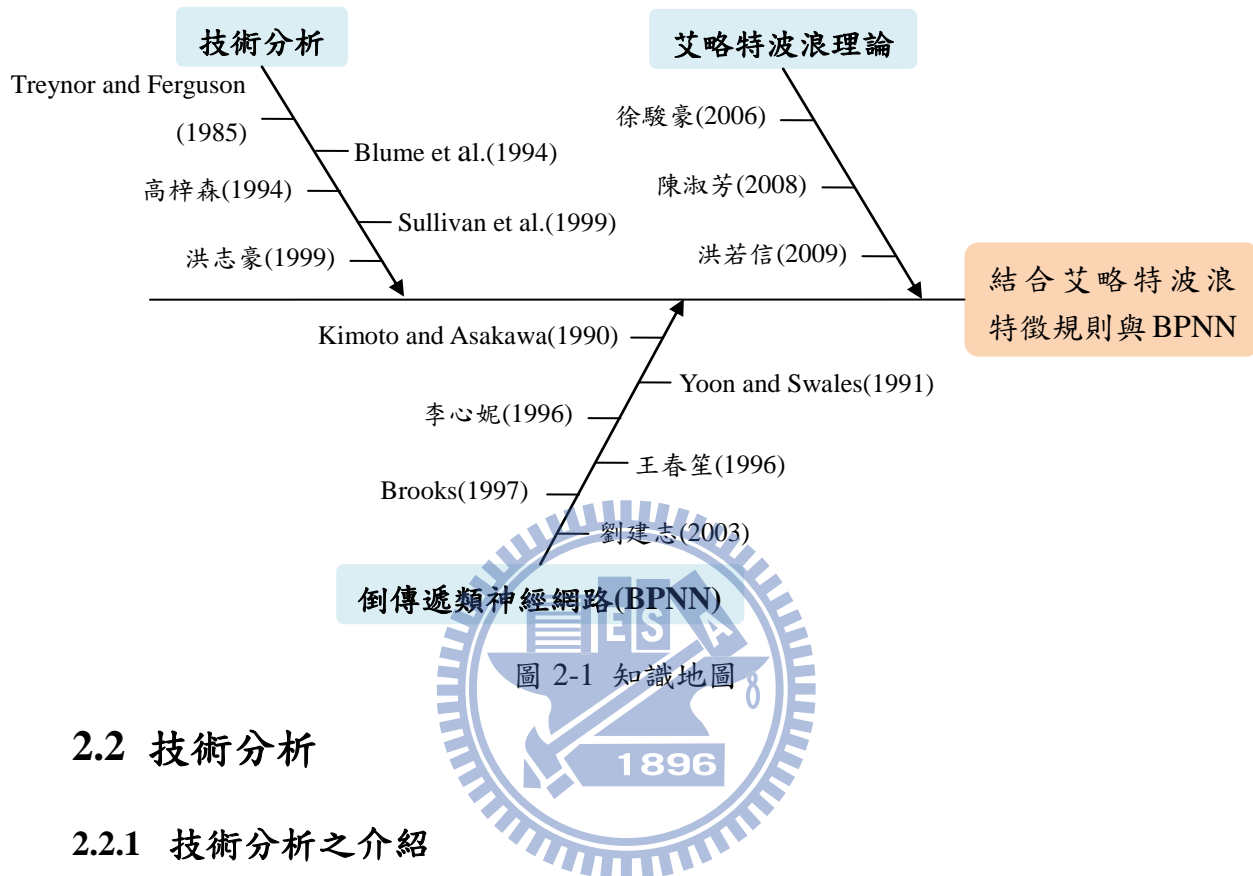 技術分析
艾略特波浪理論
Treynor and Ferguson
(1985)
Blume et al.(1994)
高梓森(1994)
Sullivan et al.(1999)
洪志豪(1999)
徐駿豪(2006)
陳淑芳(2008)
洪若信(2009)
結合艾略特波浪
特徵規則與BPNN
Kimoto and Asakawa(1990)
Yoon and Swales(1991)
李心妮(1996)
王春笙(1996)
Brooks(1997)
劉建志(2003)
倒傳遞類神經網路(BPNN)
E S A
圖 2-1 知識地圖
8
1896
2.2 技術分析
2.2.1 技術分析之介紹